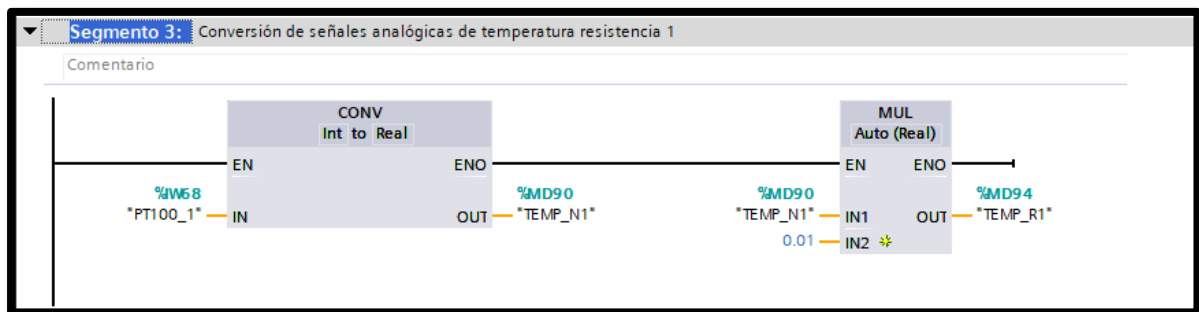 Segmento 3: Conversión de señales analógicas de temperatura resistencia 1
Comentario
CONV
Int to Real
EN ENO
%IW68
"PT100_1" IN
%MD90
OUT "TEMP_N1"
MUL
Auto (Real)
EN ENO
%MD90
"TEMP_N1" IN1
0.01 IN2
%MD94
OUT "TEMP_R1"